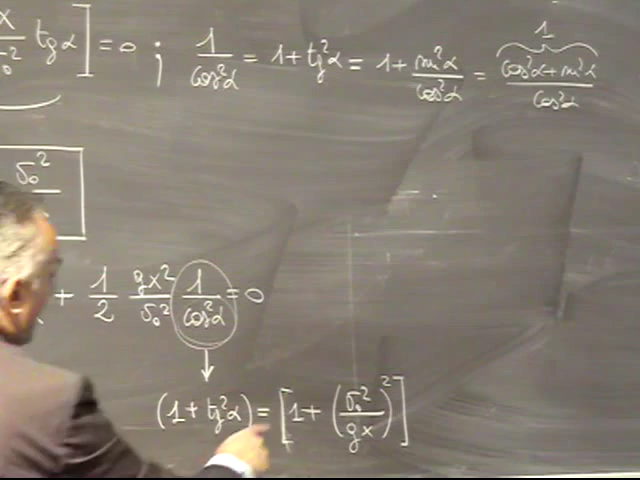 x/v₀² tgα] = 0 ; 1/cos²α = 1 + tg²α = 1 + sin²α/cos²α = (cos²α + sin²α)/cos²α
1
v₀²
+ 1/2 gx²/v₀² 1/cos²α = 0
(1 + tg²α) = [1 + (v₀²/gx)²]